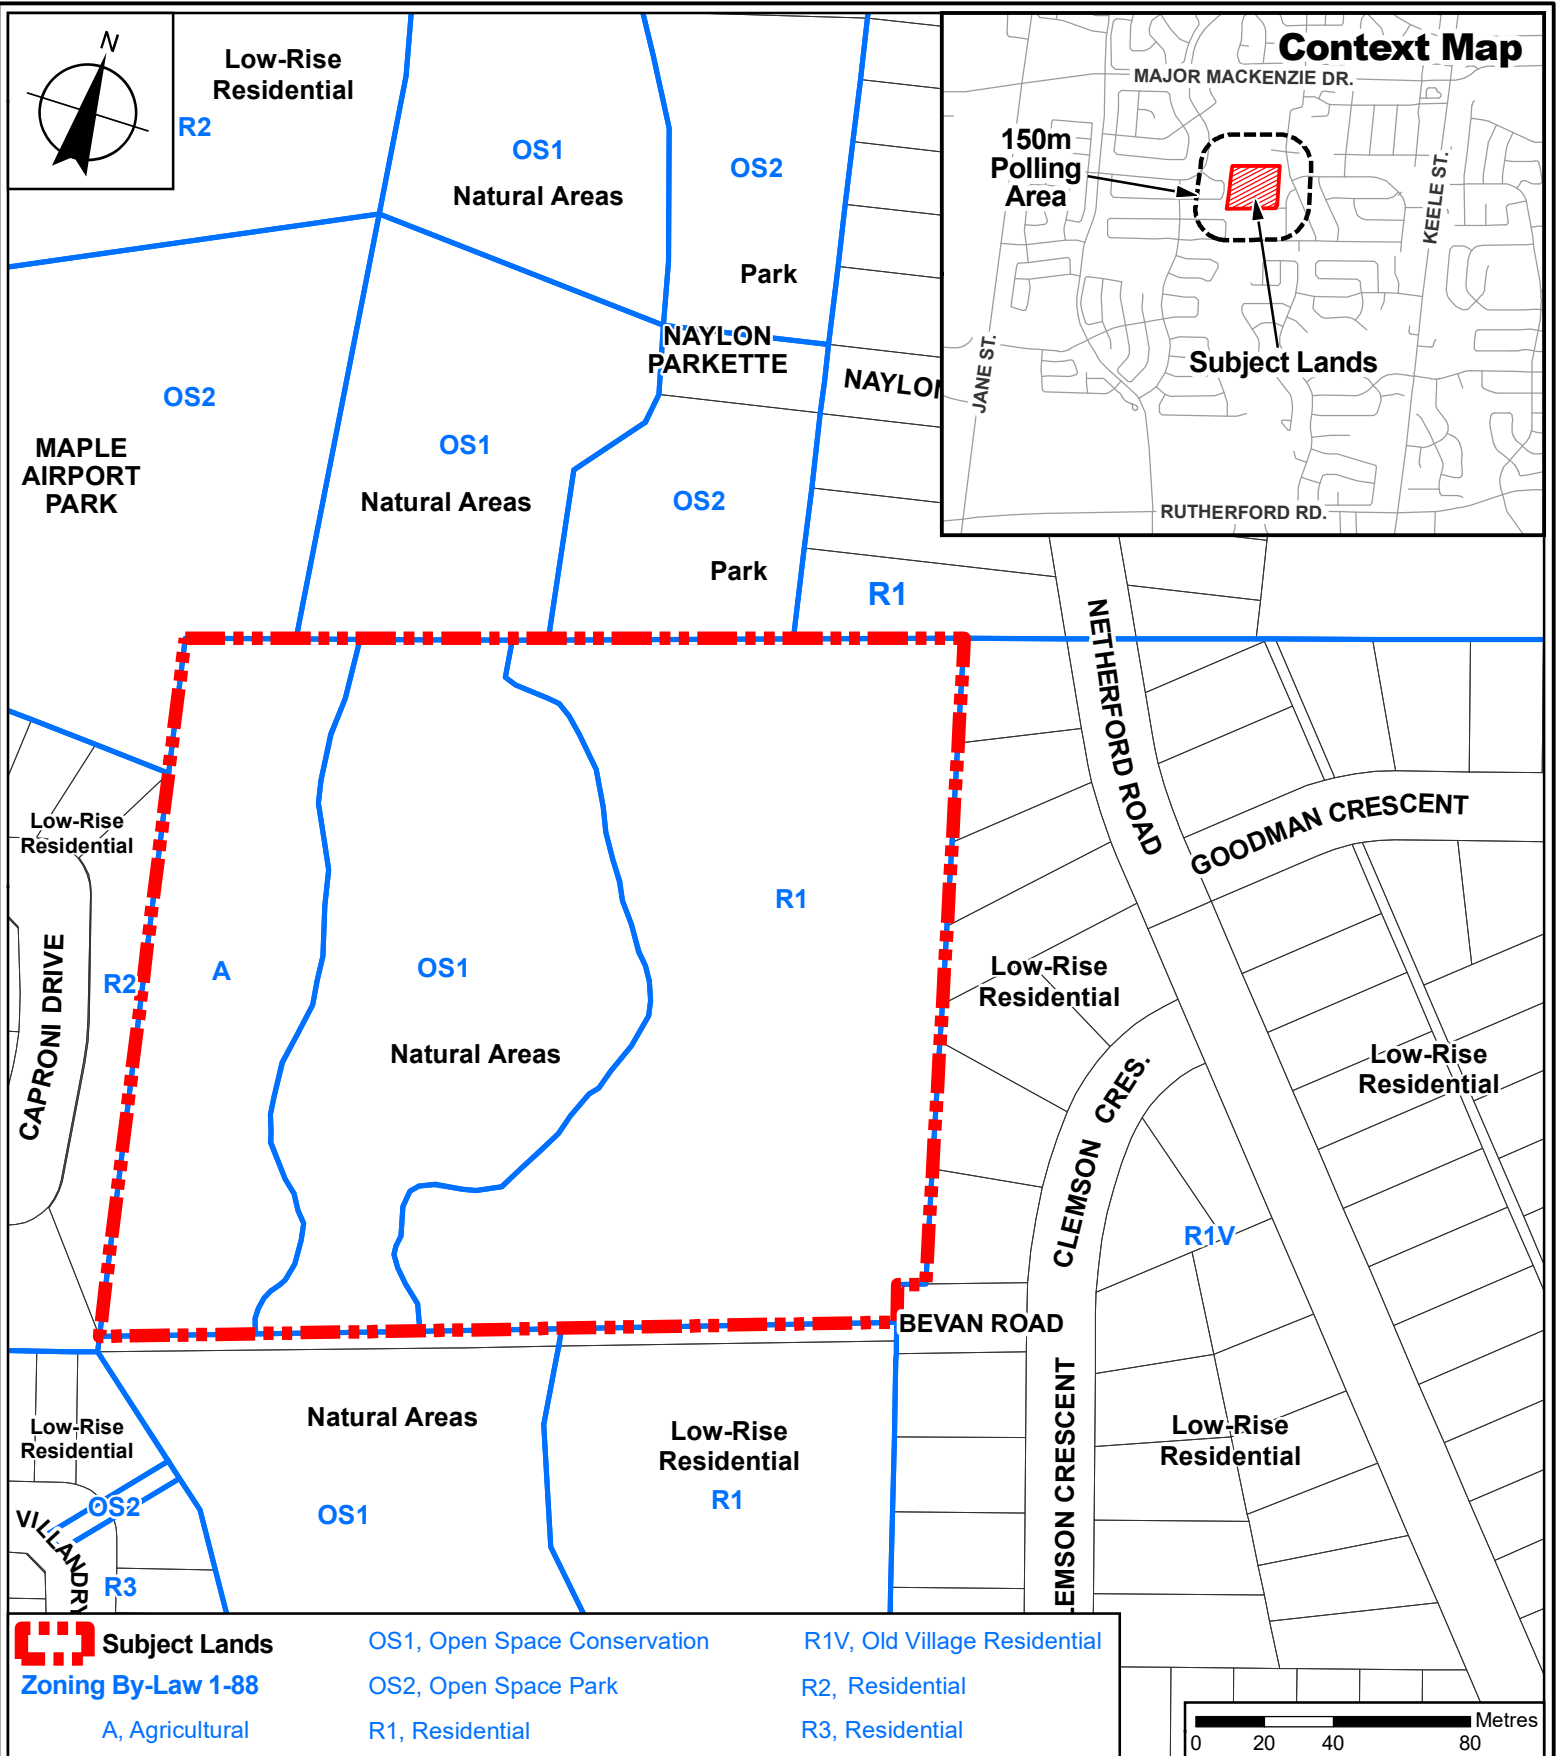 N
Low-Rise
Residential
R2
OS1
Natural Areas
OS2
Park
Context Map
MAJOR MACKENZIE DR.
150m
Polling
Area
KEELE ST.
JANE ST.
Subject Lands
RUTHERFORD RD.
NAYLON
PARKETTE
NAYLON
OS2
MAPLE
AIRPORT
PARK
OS1
Natural Areas
OS2
Park
R1
NETHERFORD ROAD
GOODMAN CRESCENT
Low-Rise
Residential
CAPRONI DRIVE
R2
A
OS1
Natural Areas
R1
Low-Rise
Residential
Low-Rise
Residential
CLEMSON CRES.
R1V
BEVAN ROAD
Natural Areas
OS1
Low-Rise
Residential
R1
Low-Rise
Residential
OS2
VILLANDRY
R3
EMSON CRESCENT
Low-Rise
Residential
Subject Lands
Zoning By-Law 1-88
A, Agricultural
OS1, Open Space Conservation
OS2, Open Space Park
R1, Residential
R1V, Old Village Residential
R2, Residential
R3, Residential
Metres
0 20 40 80